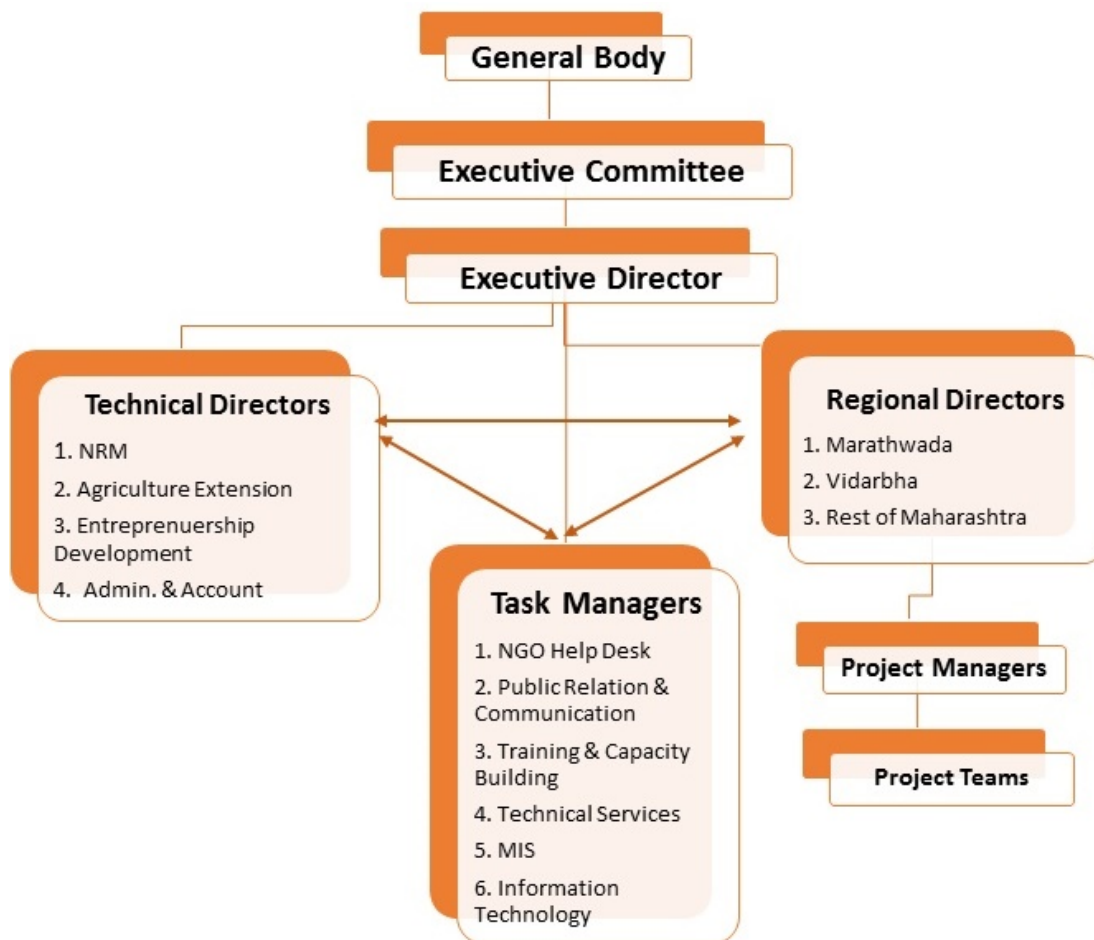 General Body
Executive Committee
Executive Director
Technical Directors
1. NRM
2. Agriculture Extension
3. Entreprenuership
Development
4. Admin. & Account
Task Managers
1. NGO Help Desk
2. Public Relation &
Communication
3. Training & Capacity
Building
4. Technical Services
5. MIS
6. Information
Technology
Regional Directors
1. Marathwada
2. Vidarbha
3. Rest of Maharashtra
Project Managers
Project Teams